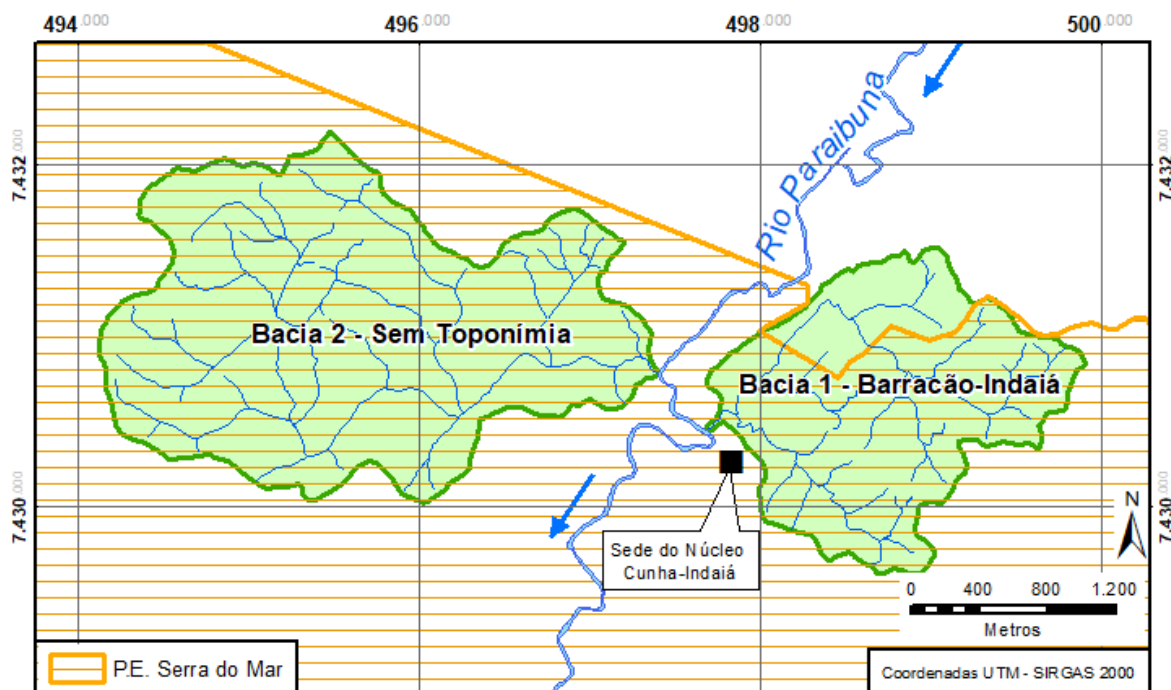 494.000 496.000 498.000 500.000
7.432.000
7.432.000
Rio Paraibuna
Bacia 2 - Sem Toponímia
Bacia 1 - Barracão-Indaiá
7.430.000
7.430.000
N
Sede do Núcleo
Cunha-Indaiá
0 400 800 1.200
Metros
P.E. Serra do Mar
Coordenadas UTM - SIRGAS 2000